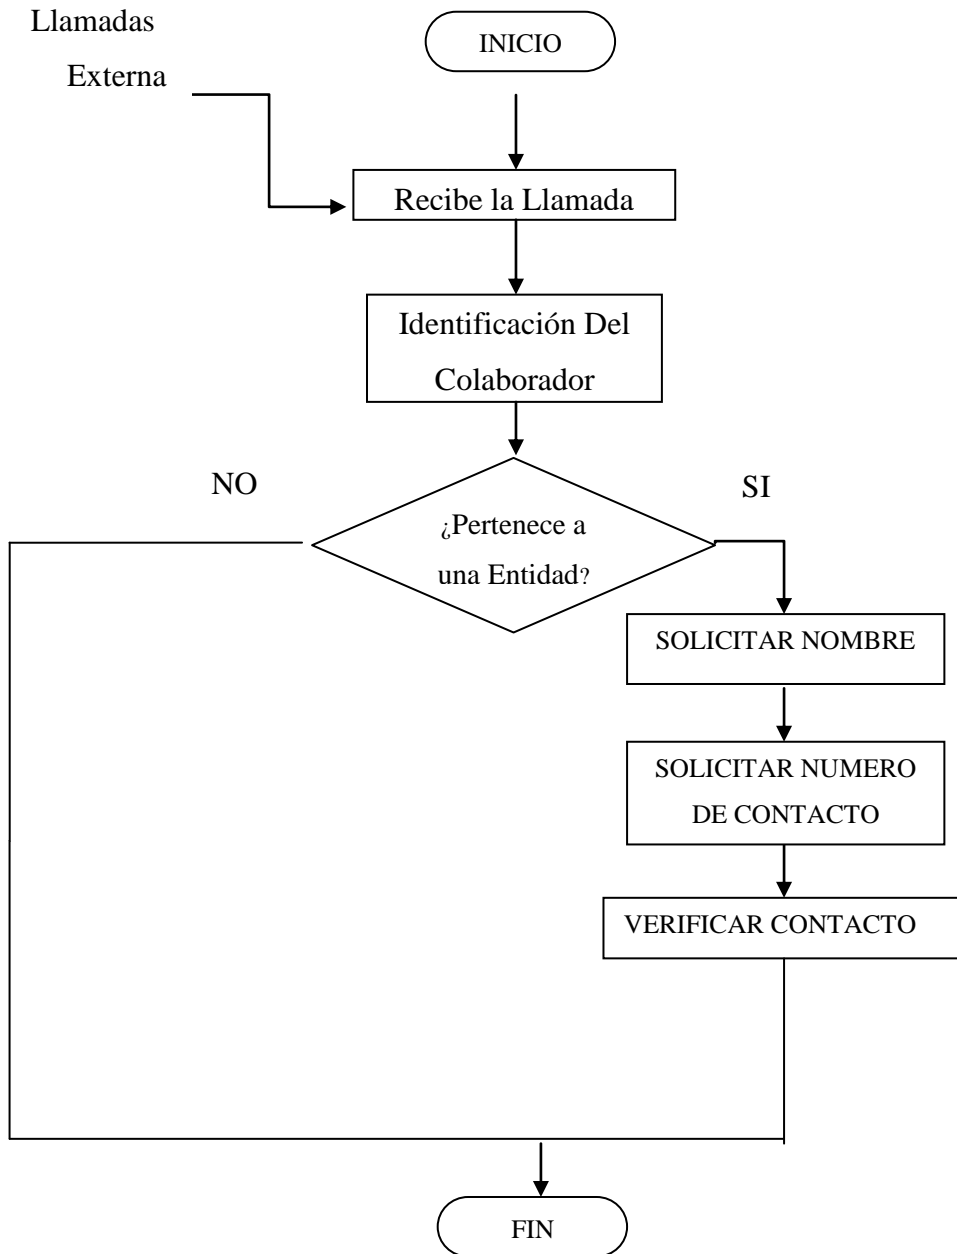 Llamadas
Externa
INICIO
Recibe la Llamada
Identificación Del
Colaborador
NO
SI
¿Pertenece a
una Entidad?
SOLICITAR NOMBRE
SOLICITAR NUMERO
DE CONTACTO
VERIFICAR CONTACTO
FIN